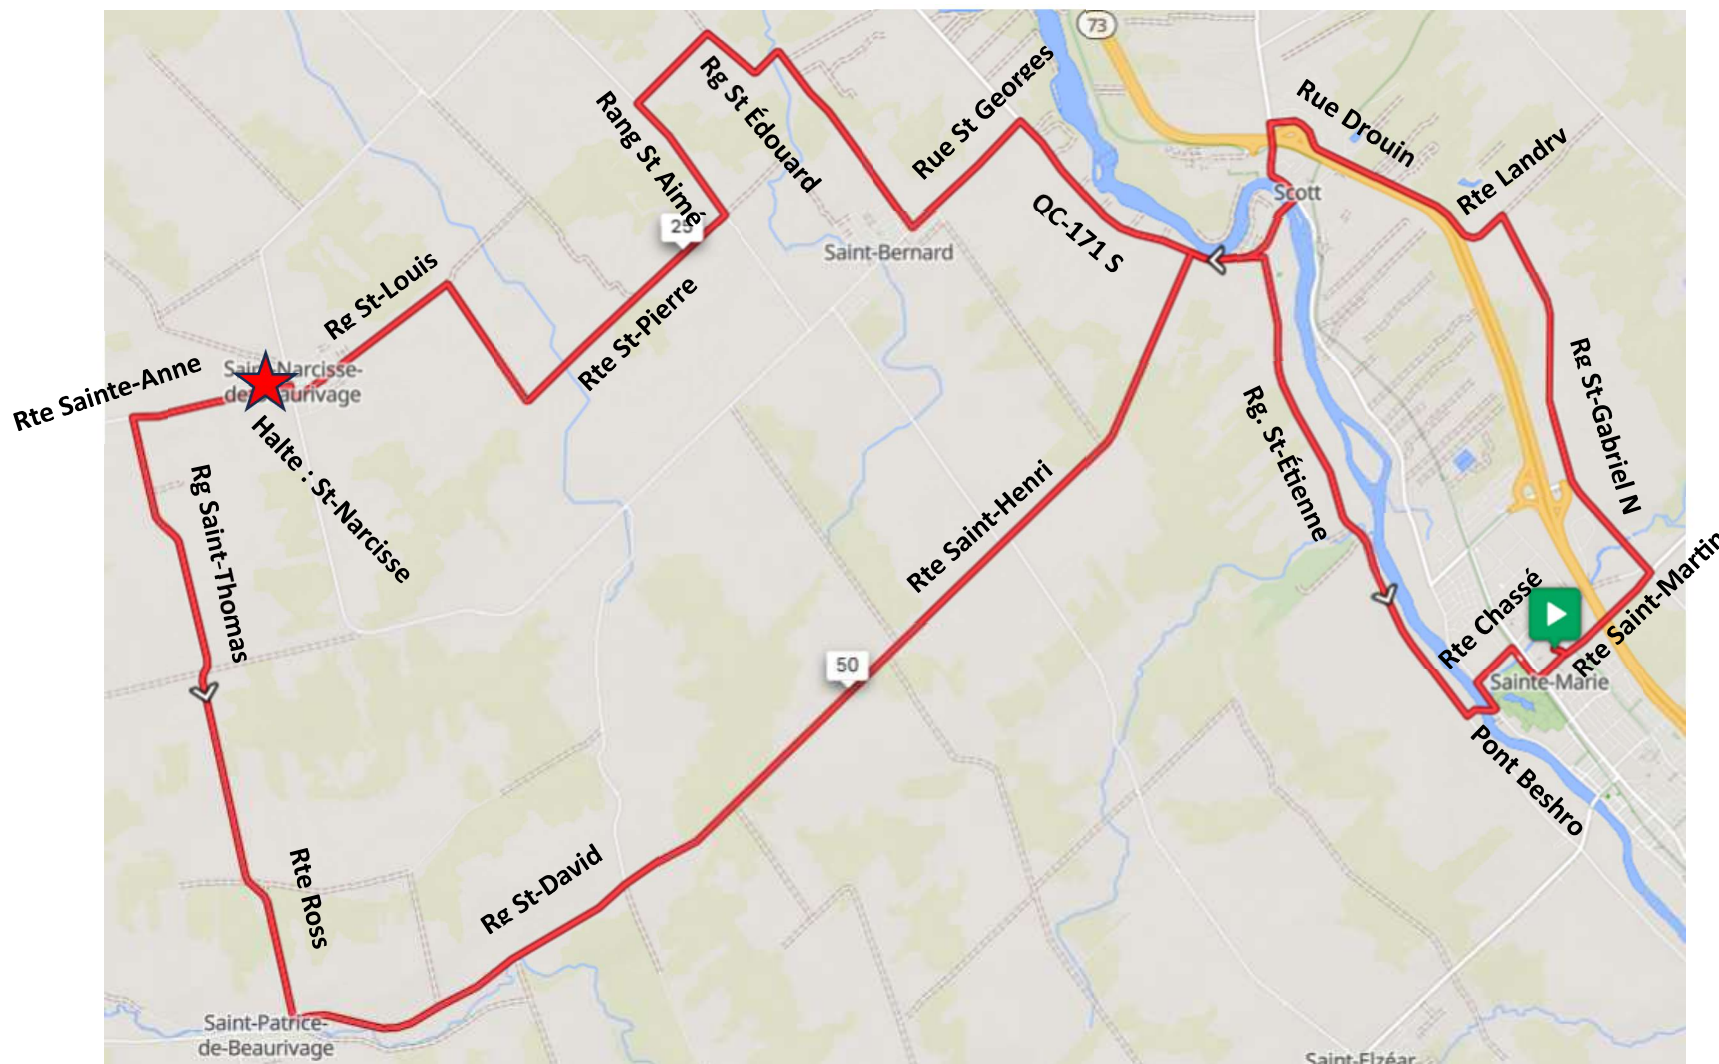 73
Rue Drouin
Rte Landry
Rue St Georges
Rg St Édouard
Rang St Aimé
Scott
QC-171 S
Saint-Bernard
25
Rg St-Louis
Rte St-Pierre
Rte Sainte-Anne
Saint-Narcisse-
de-Beaurivage
Halte : St-Narcisse
Rg Saint-Thomas
Rg. St-Étienne
Rg St-Gabriel N
Rte Saint-Henri
Rte Chassé
Rte Saint-Martin
50
Sainte-Marie
Pont Beshro
Rg St-David
Rte Ross
Saint-Patrice-
de-Beaurivage
Saint-Elzéar